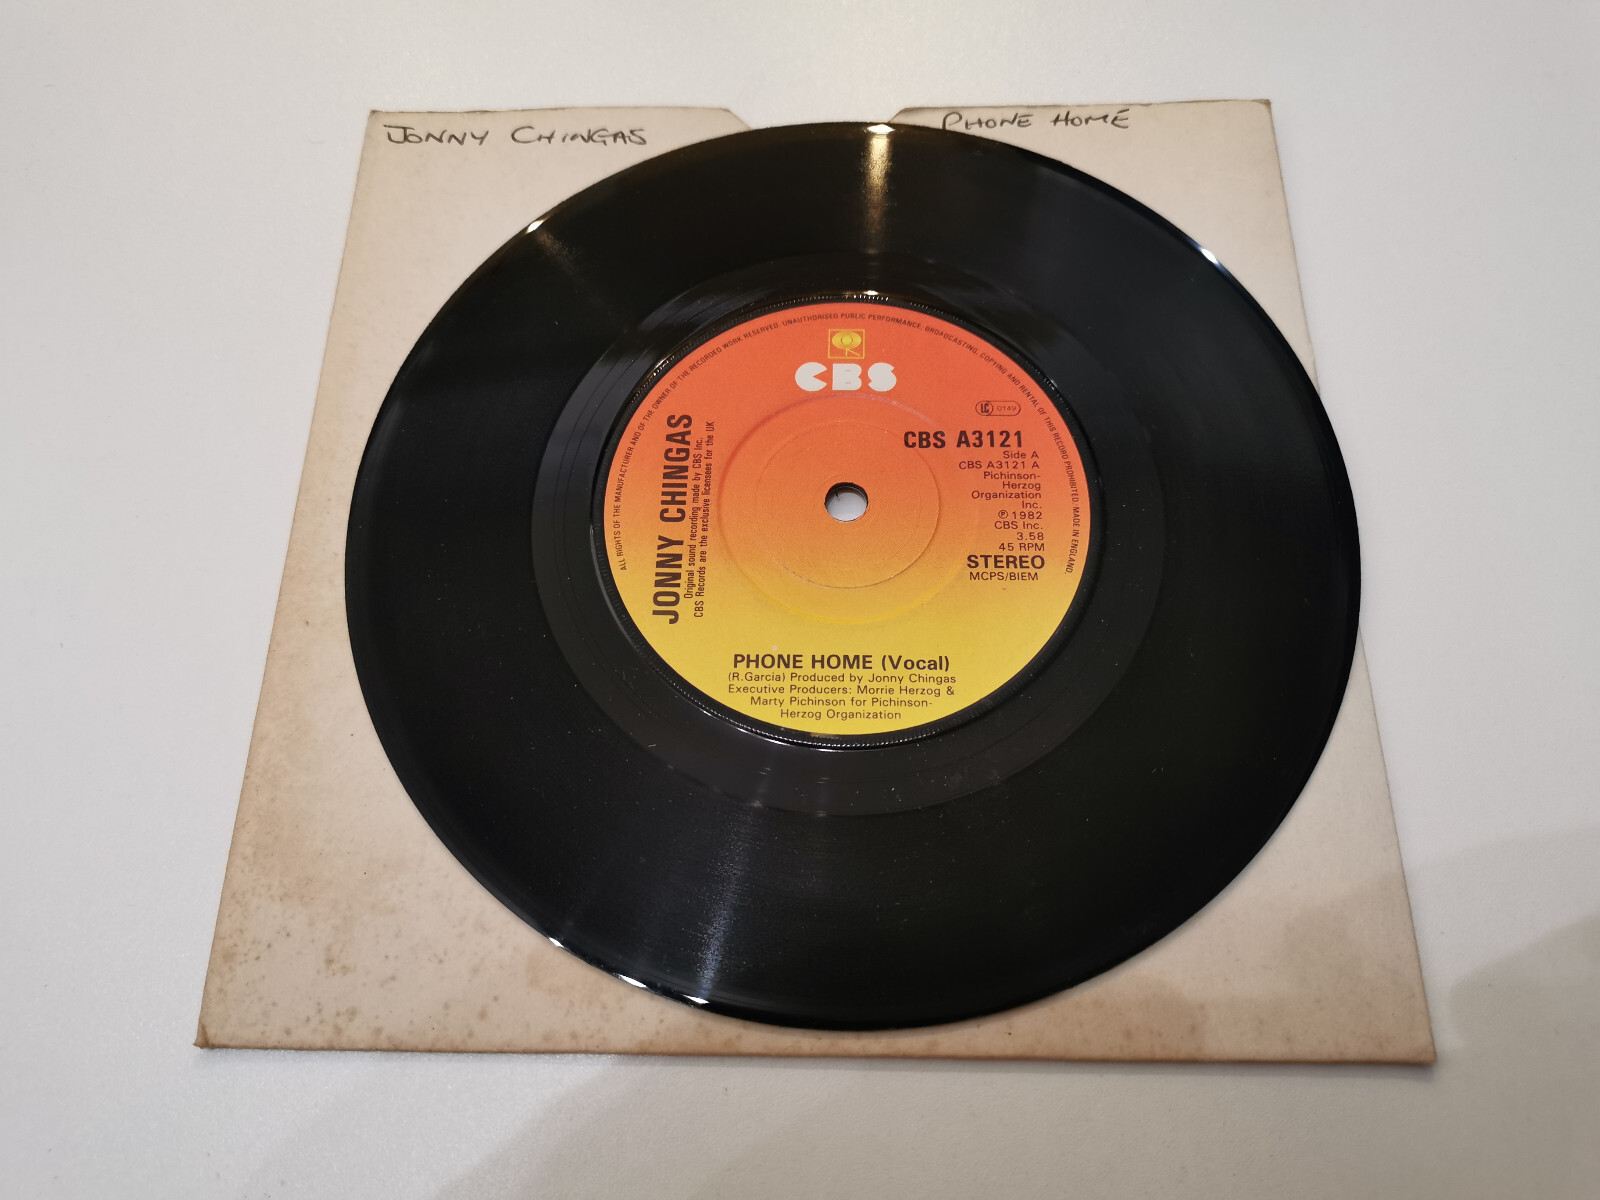 JONNY CHINGAS
PHONE HOME
ALL RIGHTS OF THE MANUFACTURER AND OF THE OWNER OF THE RECORDED WORK RESERVED. UNAUTHORISED PUBLIC PERFORMANCE, BROADCASTING, COPYING AND RENTAL OF THIS RECORD PROHIBITED. MADE IN ENGLAND.
CBS
LC 0149
JONNY CHINGAS
Original sound recording made by CBS Inc.
CBS Records are the exclusive licensees for the UK
CBS A3121
Side A
CBS A3121 A
Pichinson-
Herzog
Organization
Inc.
℗ 1982
CBS Inc.
3.58
45 RPM
STEREO
MCPS/BIEM
PHONE HOME (Vocal)
(R.Garcia) Produced by Jonny Chingas
Executive Producers: Morrie Herzog &
Marty Pichinson for Pichinson-
Herzog Organization